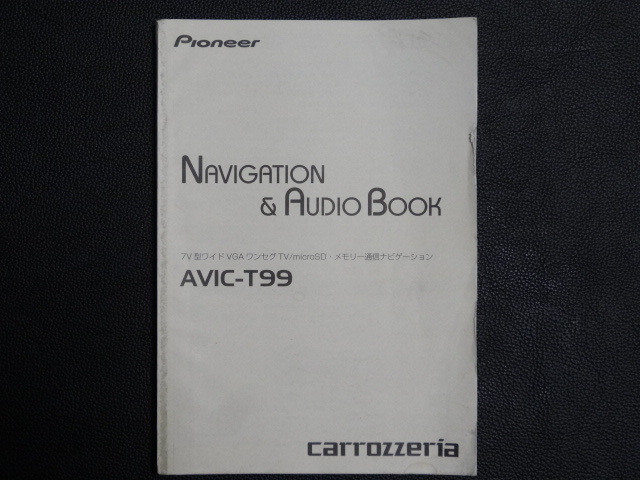 Pioneer
NAVIGATION
& AUDIO BOOK
7V型ワイドVGAワンセグTV/microSD・メモリー通信ナビゲーション
AVIC-T99
carrozzeria